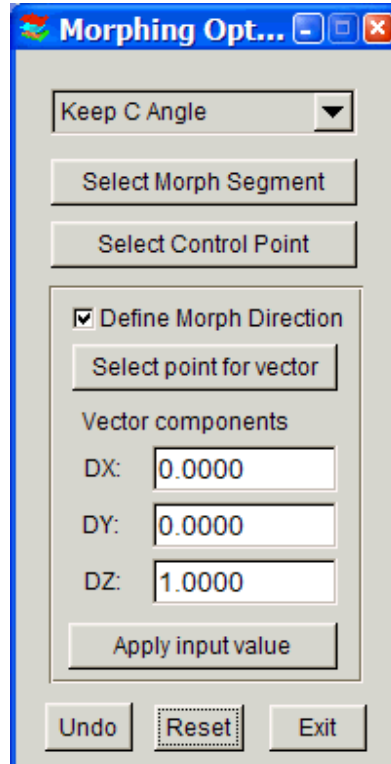 Morphing Opt...
Keep C Angle
Select Morph Segment
Select Control Point
Define Morph Direction
Select point for vector
Vector components
DX: 0.0000
DY: 0.0000
DZ: 1.0000
Apply input value
Undo Reset Exit